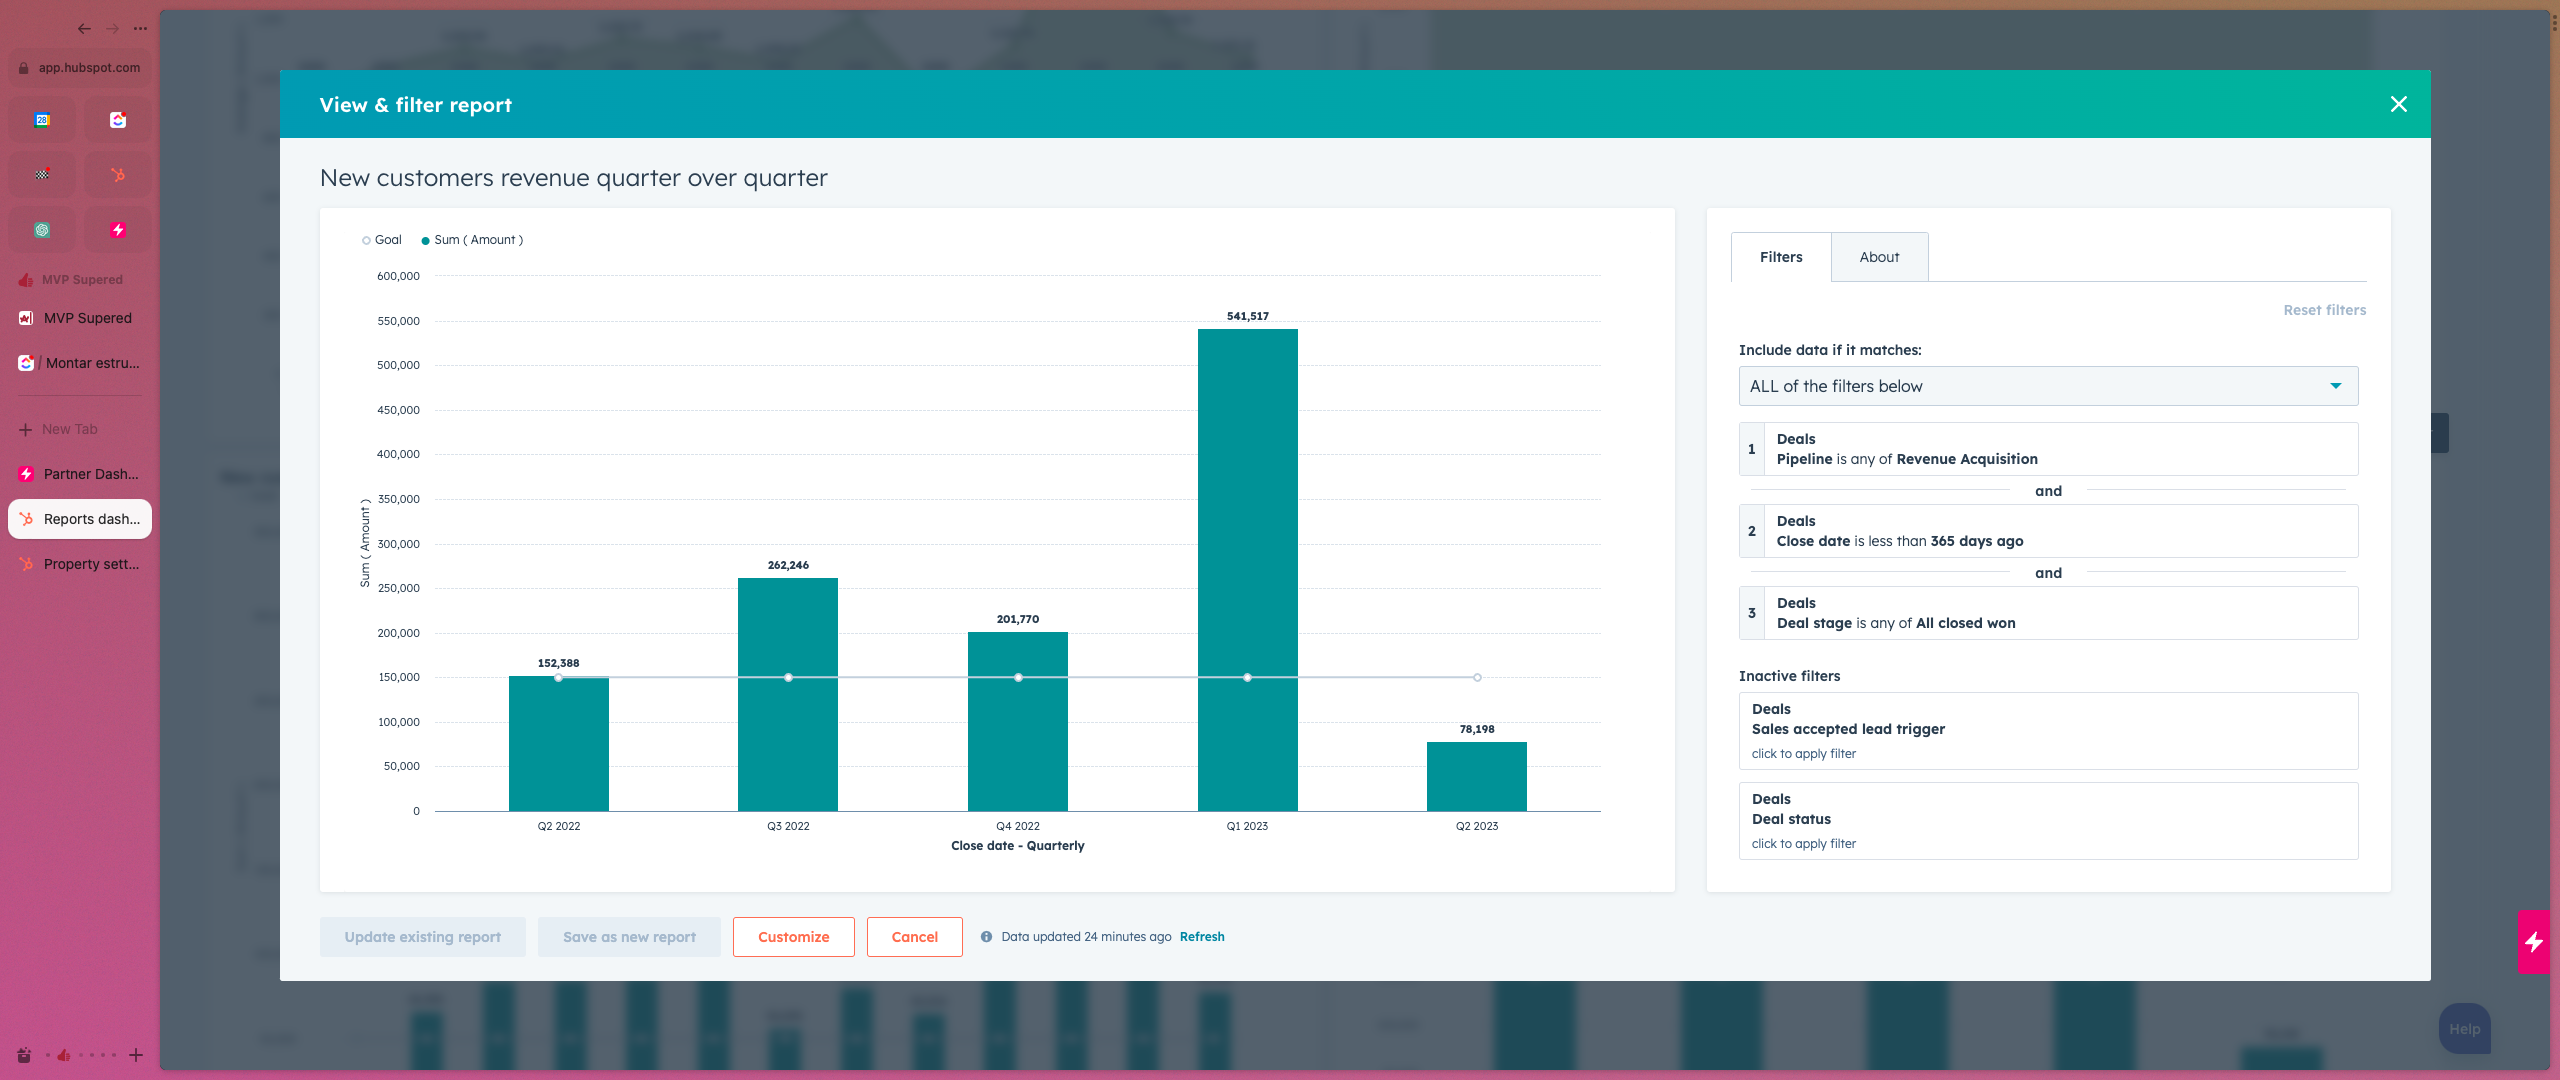 app.hubspot.com
28
MVP Supered
MVP Supered
/ Montar estru...
New Tab
Partner Dash...
Reports dash...
Property sett...
View & filter report
New customers revenue quarter over quarter
Goal
Sum ( Amount )
600,000
550,000
500,000
450,000
400,000
350,000
300,000
250,000
200,000
150,000
100,000
50,000
0
Sum ( Amount )
152,388
262,246
201,770
541,517
78,198
Q2 2022
Q3 2022
Q4 2022
Q1 2023
Q2 2023
Close date - Quarterly
Filters
About
Reset filters
Include data if it matches:
ALL of the filters below
1
Deals
Pipeline is any of Revenue Acquisition
and
2
Deals
Close date is less than 365 days ago
and
3
Deals
Deal stage is any of All closed won
Inactive filters
Deals
Sales accepted lead trigger
click to apply filter
Deals
Deal status
click to apply filter
Update existing report
Save as new report
Customize
Cancel
Data updated 24 minutes ago Refresh
Help